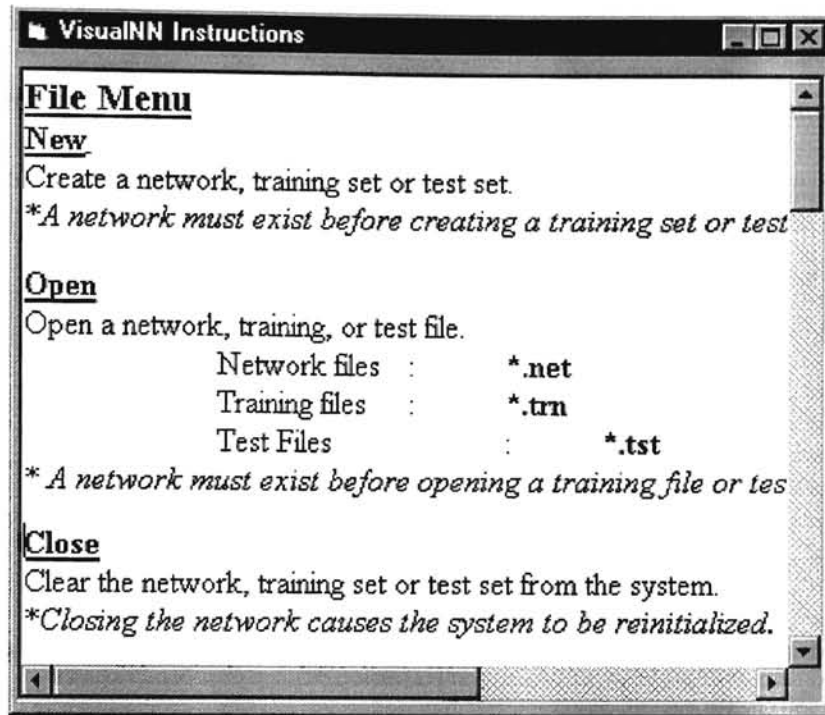 VisualNN Instructions
File Menu
New
Create a network, training set or test set.
*A network must exist before creating a training set or test
Open
Open a network, training, or test file.
Network files : *.net
Training files : *.trn
Test Files : *.tst
* A network must exist before opening a training file or tes
Close
Clear the network, training set or test set from the system.
*Closing the network causes the system to be reinitialized.